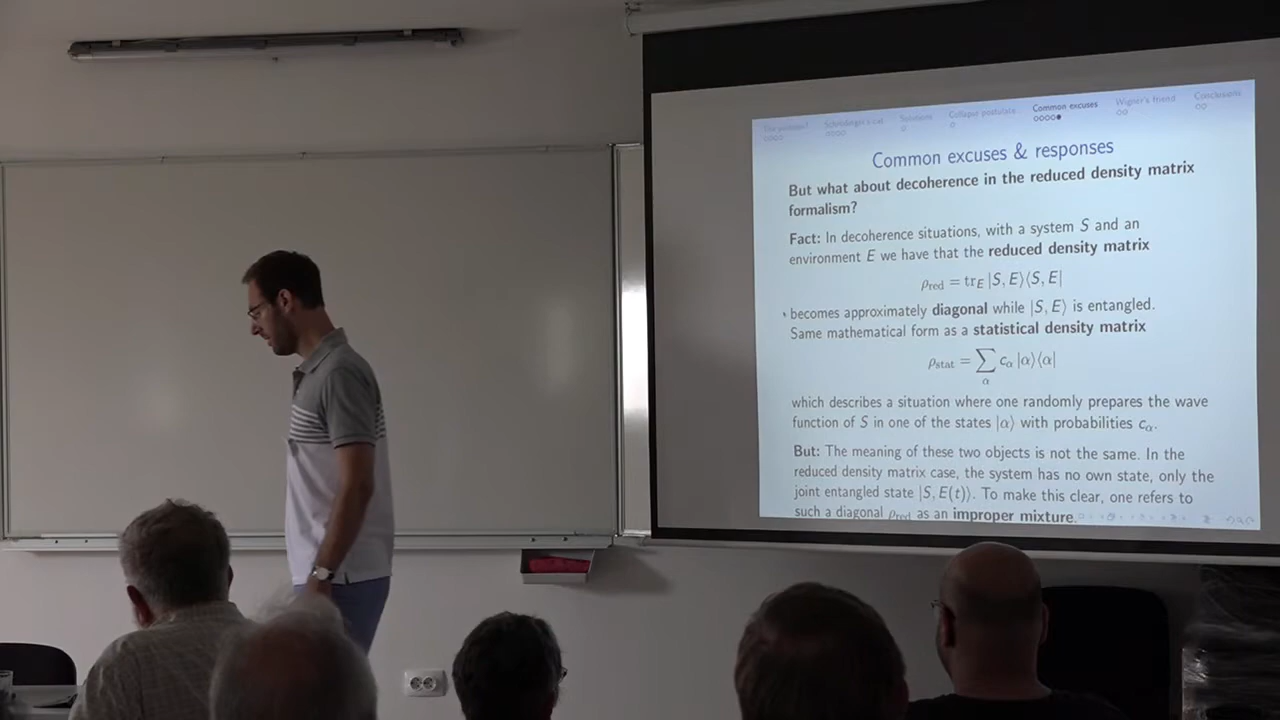 The problem? Schrödinger's cat Solutions Collapse postulate Common excuses Wigner's friend Conclusions
Common excuses & responses
But what about decoherence in the reduced density matrix
formalism?
Fact: In decoherence situations, with a system S and an
environment E we have that the reduced density matrix
ρred = trE |S, E⟩⟨S, E|
becomes approximately diagonal while |S, E⟩ is entangled.
Same mathematical form as a statistical density matrix
ρstat = ∑α cα |α⟩⟨α|
which describes a situation where one randomly prepares the wave
function of S in one of the states |α⟩ with probabilities cα.
But: The meaning of these two objects is not the same. In the
reduced density matrix case, the system has no own state, only the
joint entangled state |S, E(t)⟩. To make this clear, one refers to
such a diagonal ρred as an improper mixture.